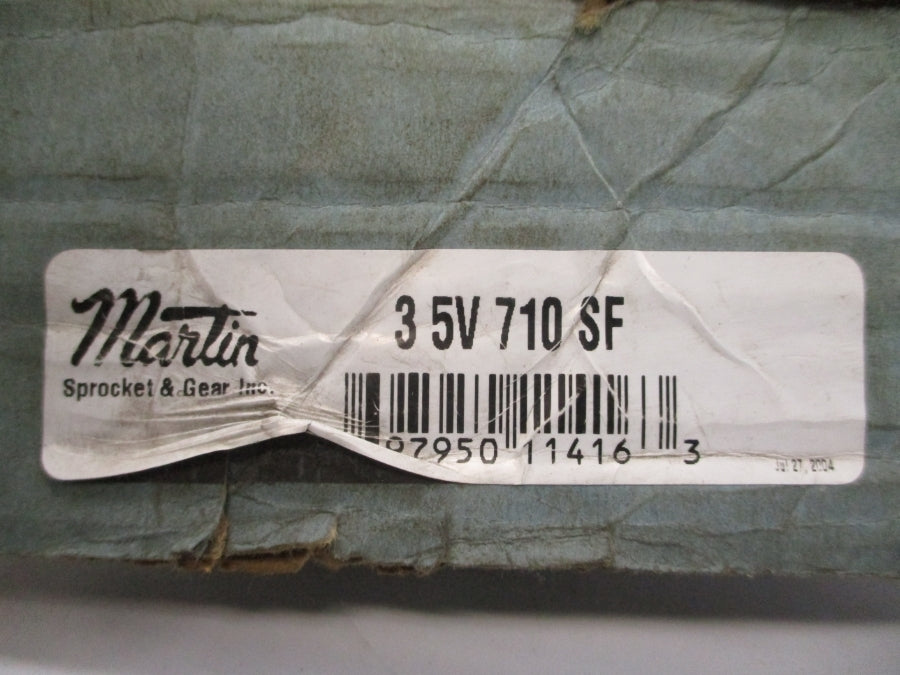 Martin
Sprocket & Gear Inc.
3 5V 710 SF
97950 11416 3
Jul 27, 2004